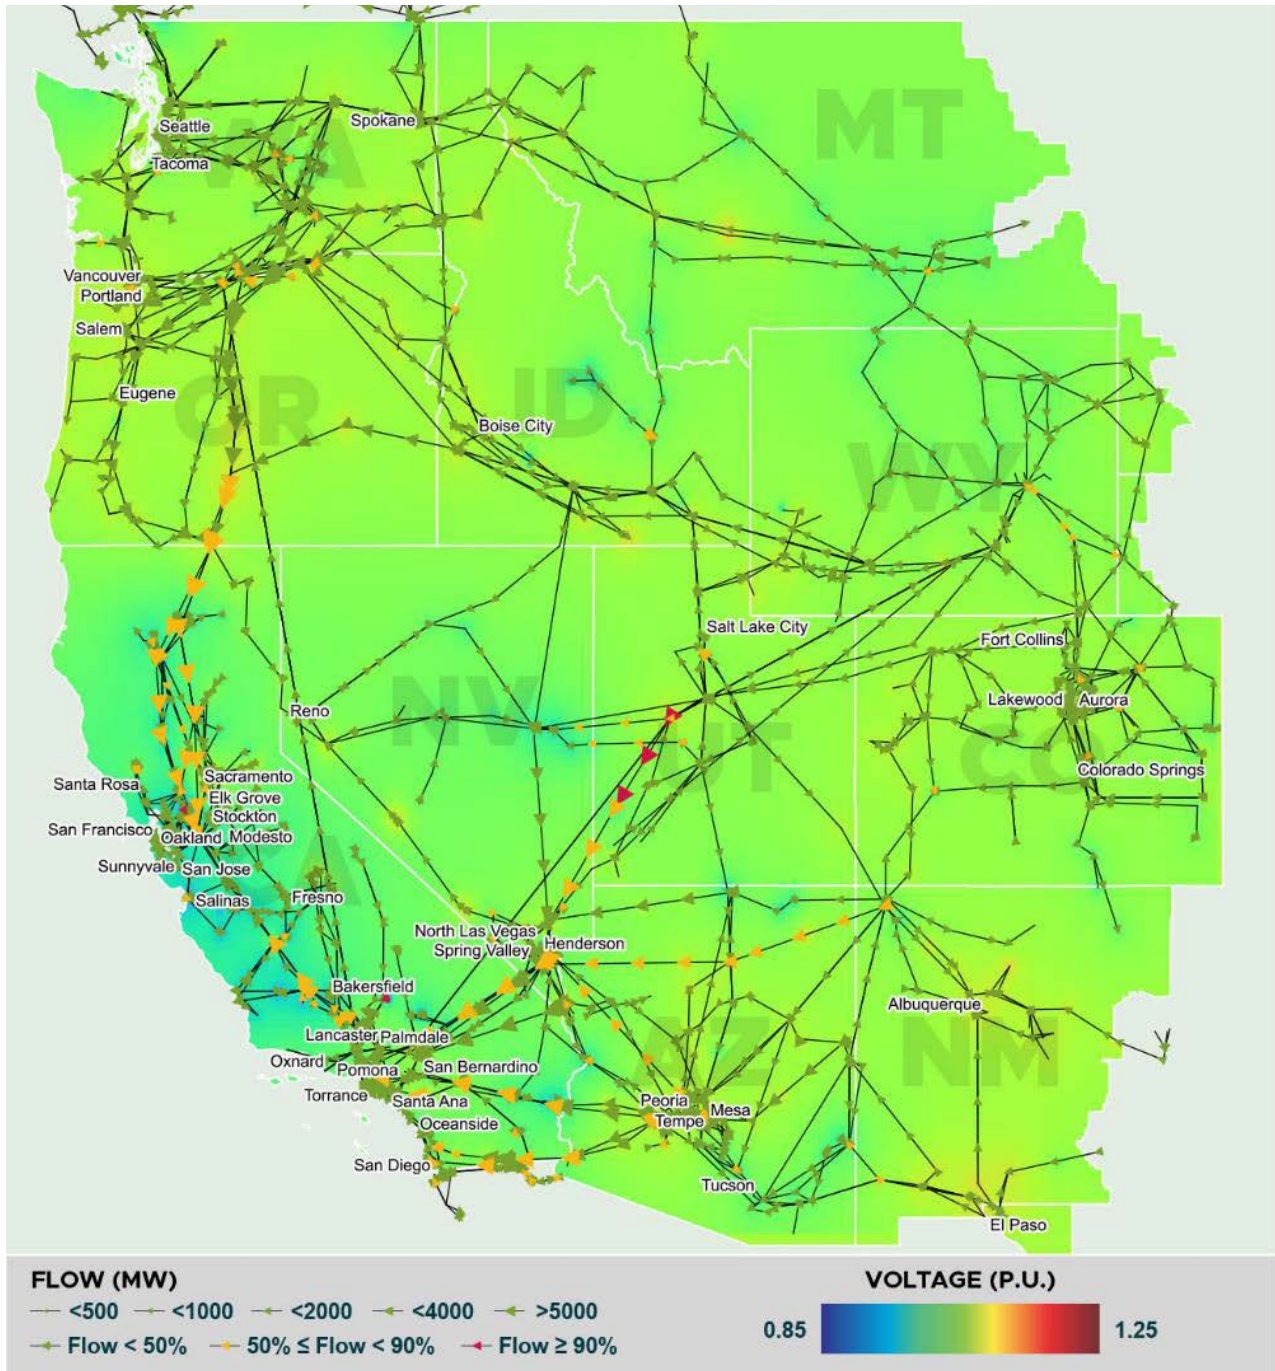 MT
Seattle
Spokane
WA
Tacoma
Vancouver
Portland
Salem
OR
Eugene
ID
Boise City
WY
Salt Lake City
Fort Collins
NV
Reno
UT
Lakewood
Aurora
CO
Colorado Springs
Santa Rosa
Sacramento
Elk Grove
Stockton
San Francisco
Oakland
Modesto
CA
Sunnyvale
San Jose
Salinas
Fresno
North Las Vegas
Spring Valley
Henderson
Bakersfield
Albuquerque
Lancaster
Palmdale
AZ
NM
Oxnard
Pomona
San Bernardino
Torrance
Santa Ana
Peoria
Mesa
Oceanside
Tempe
San Diego
Tucson
El Paso
FLOW (MW)
<500
<1000
<2000
<4000
>5000
Flow < 50%
50% ≤ Flow < 90%
Flow ≥ 90%
VOLTAGE (P.U.)
0.85
1.25